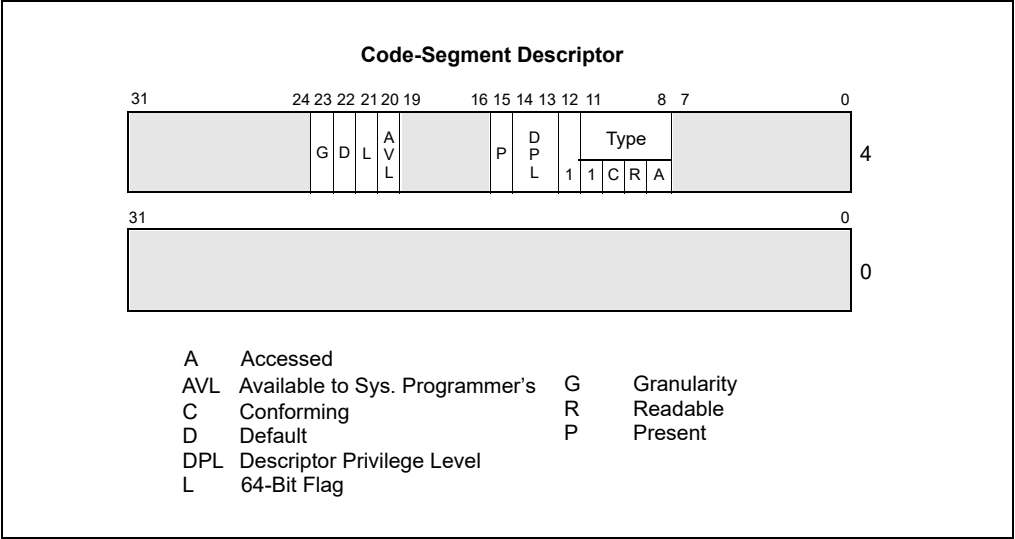 Code-Segment Descriptor
31 24 23 22 21 20 19 16 15 14 13 12 11 8 7 0
G D L A V L P D P L 1 Type 1 C R A 4
31 0
0
A Accessed
AVL Available to Sys. Programmer's
C Conforming
D Default
DPL Descriptor Privilege Level
L 64-Bit Flag
G Granularity
R Readable
P Present